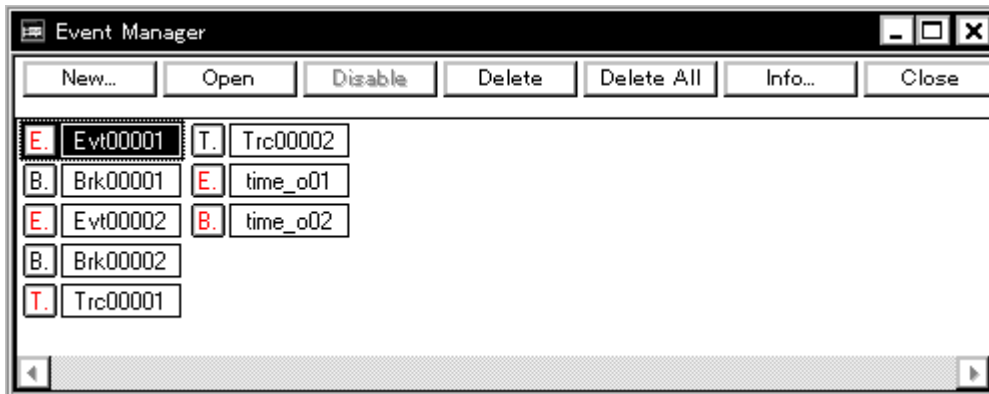 Event Manager
New... Open Disable Delete Delete All Info... Close
E. Evt00001 T. Trc00002
B. Brk00001 E. time_o01
E. Evt00002 B. time_o02
B. Brk00002
T. Trc00001